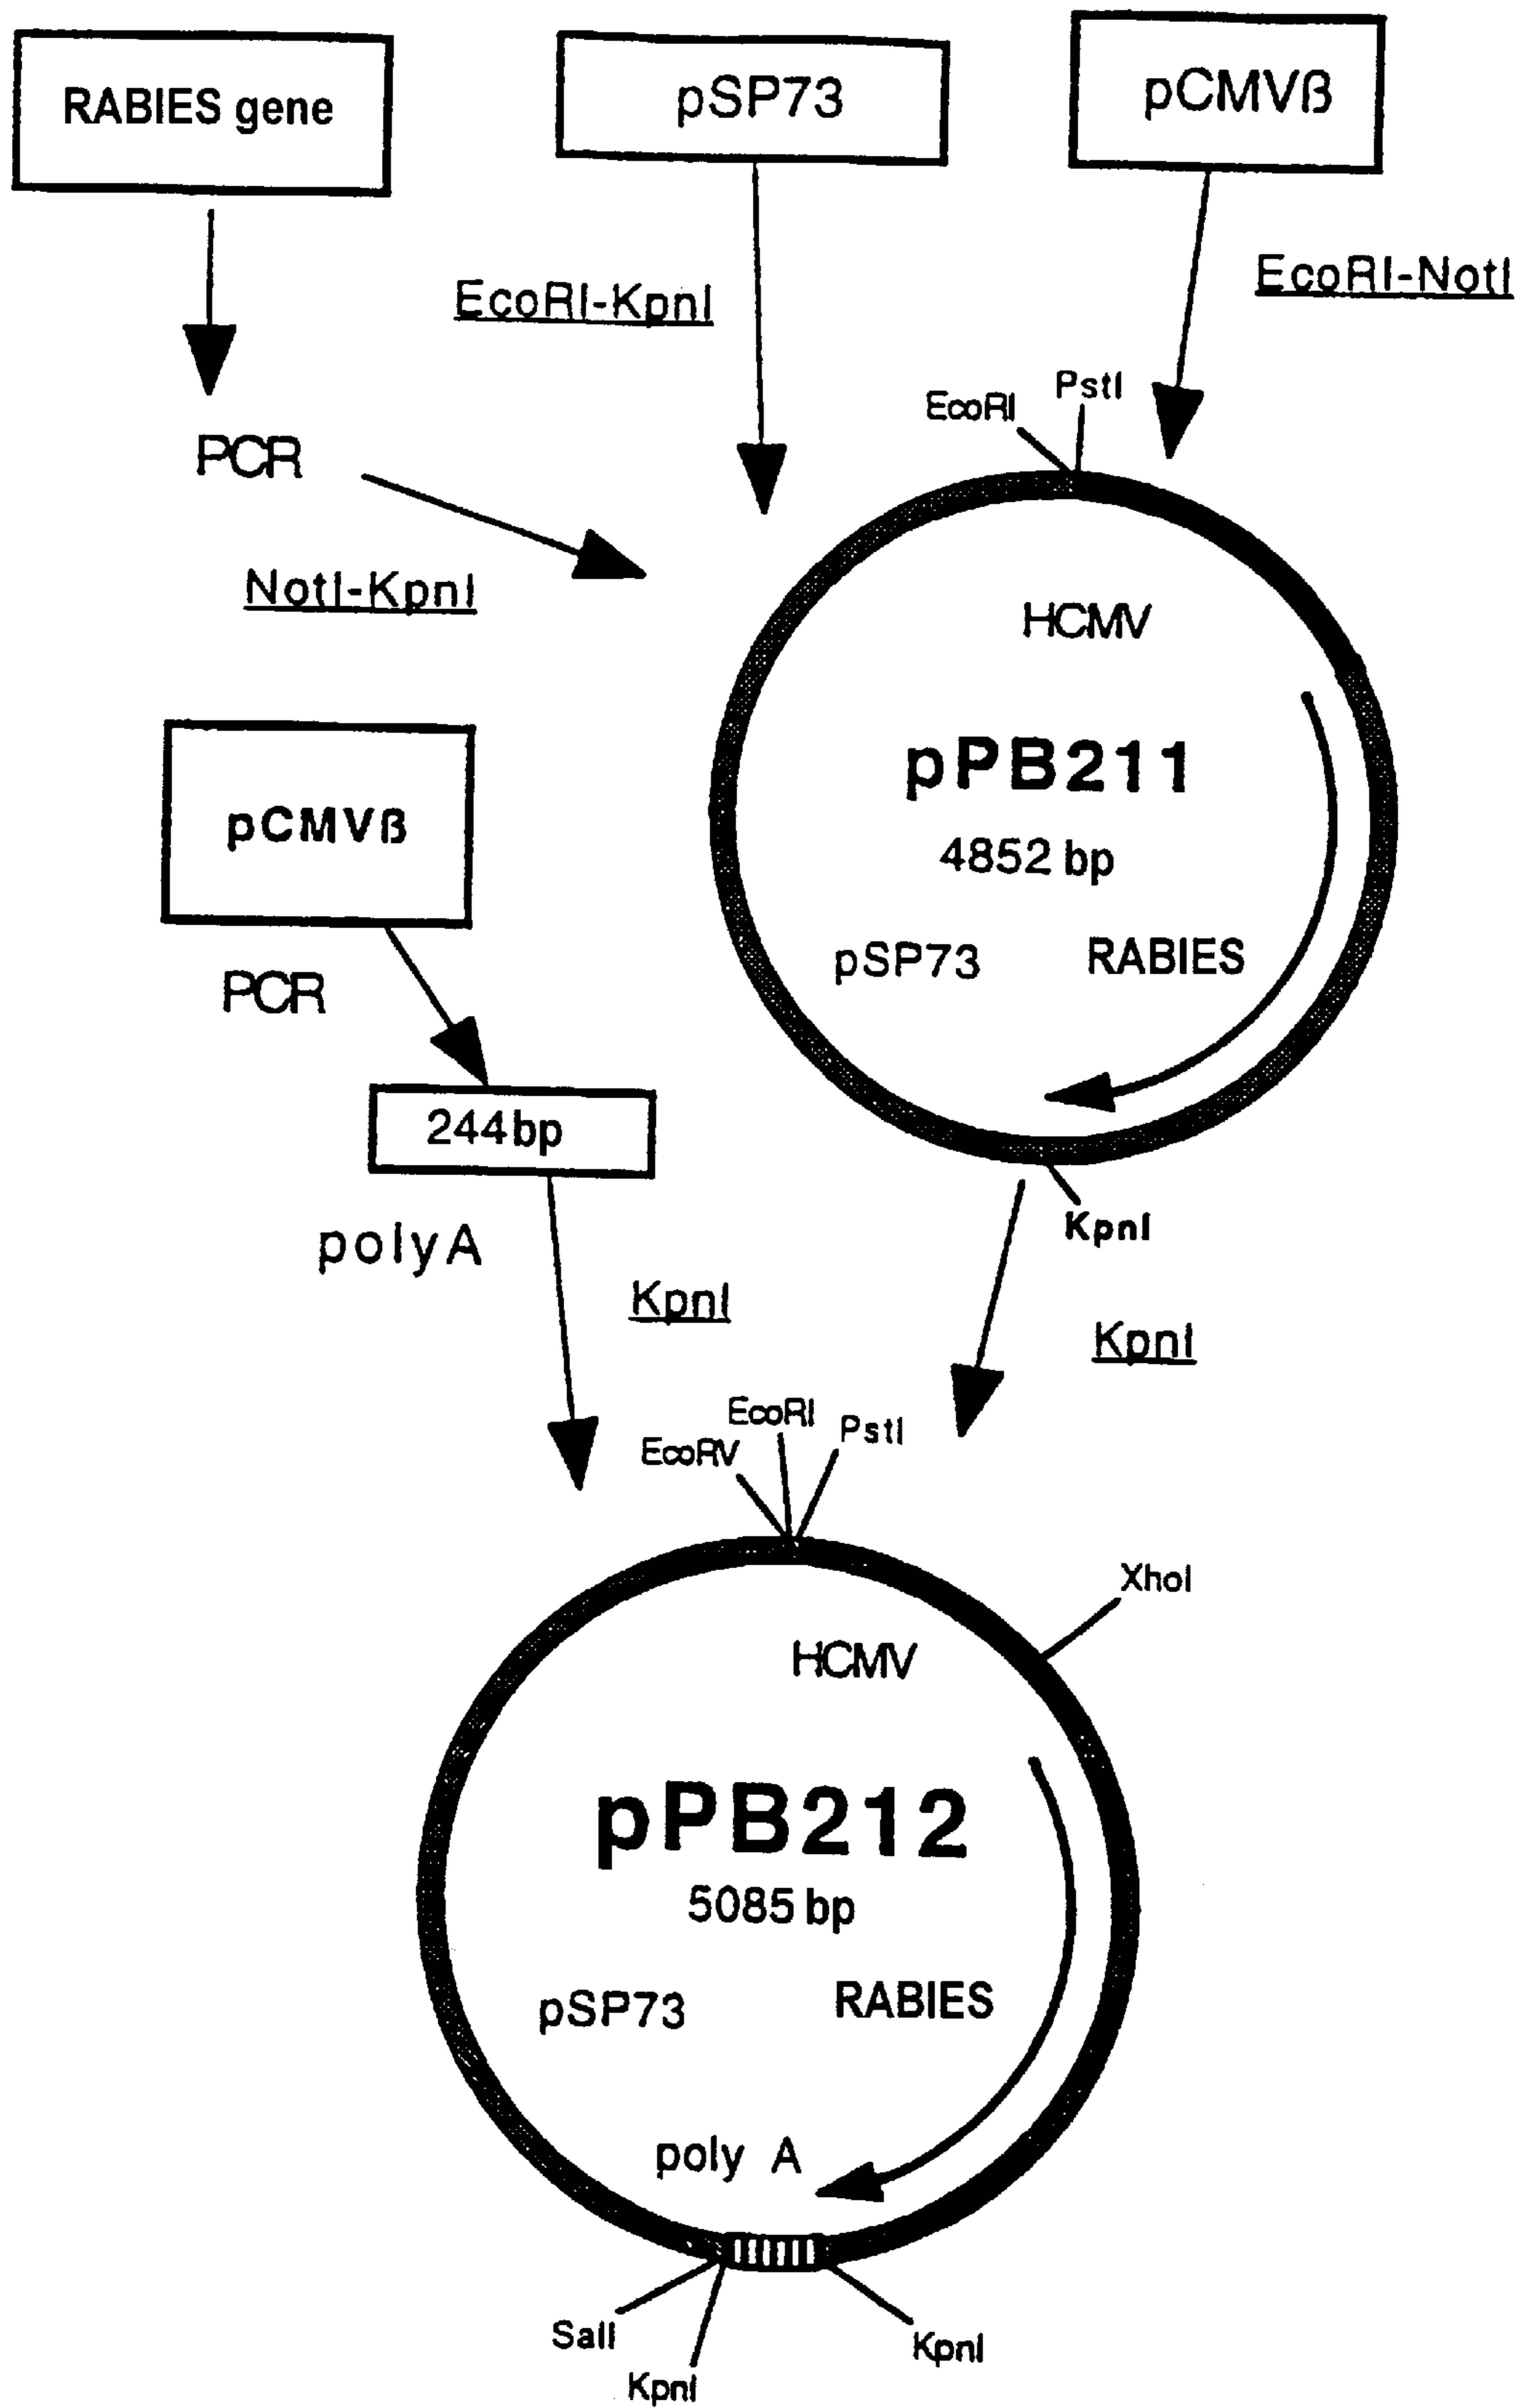 RABIES gene
pSP73
pCMVß
EcoRI-KpnI
EcoRI-NotI
PCR
NotI-KpnI
EcoRI
PstI
HCMV
pPB211
4852 bp
pSP73
RABIES
KpnI
pCMVß
PCR
244bp
polyA
KpnI
KpnI
EcoRV
EcoRI
PstI
XhoI
HCMV
pPB212
5085 bp
pSP73
RABIES
poly A
SalI
KpnI
KpnI